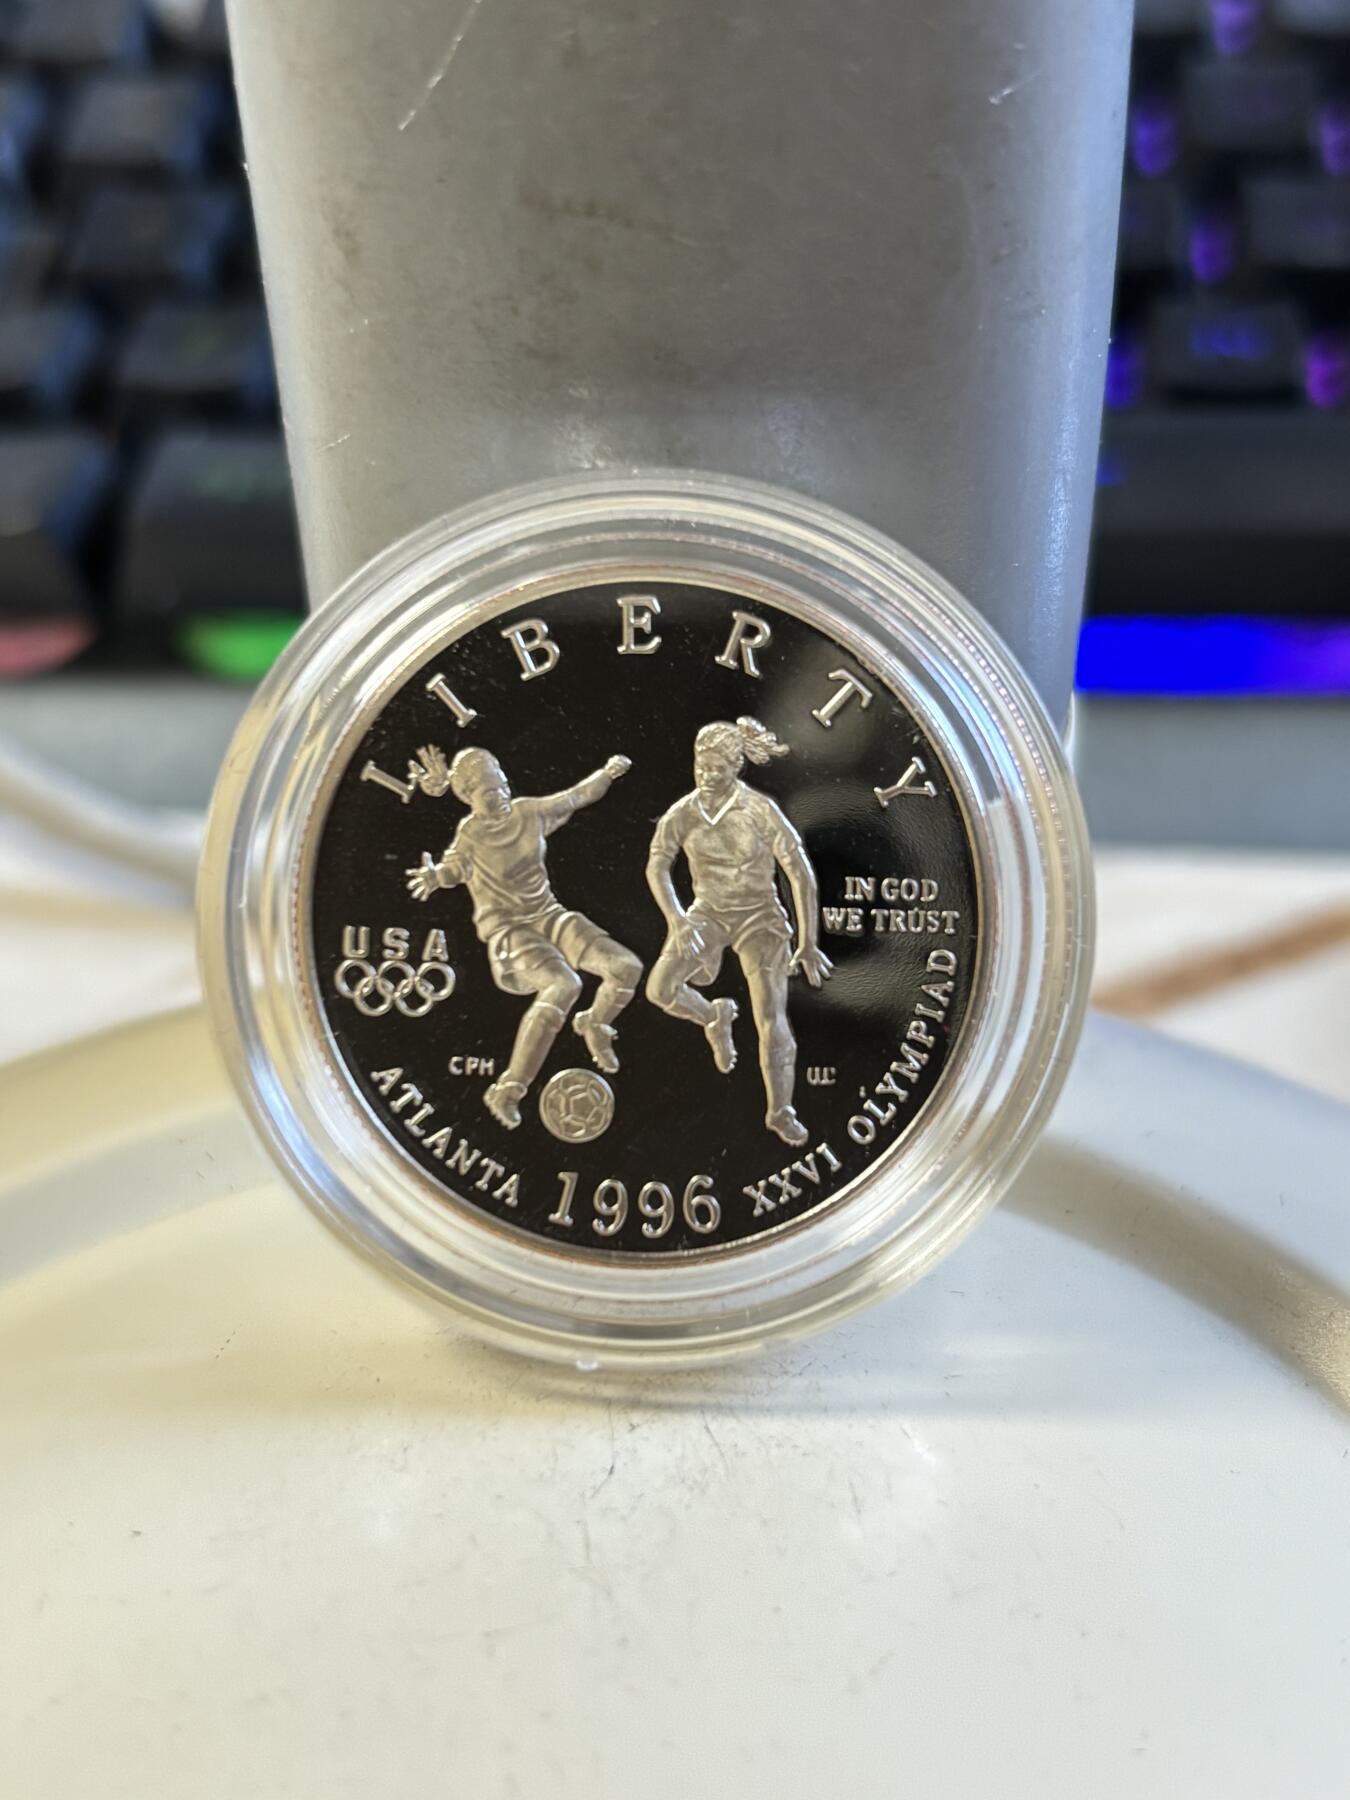 LIBERTY
IN GOD
WE TRUST
USA
CPH
ATLANTA 1996 XXVI OLYMPIAD